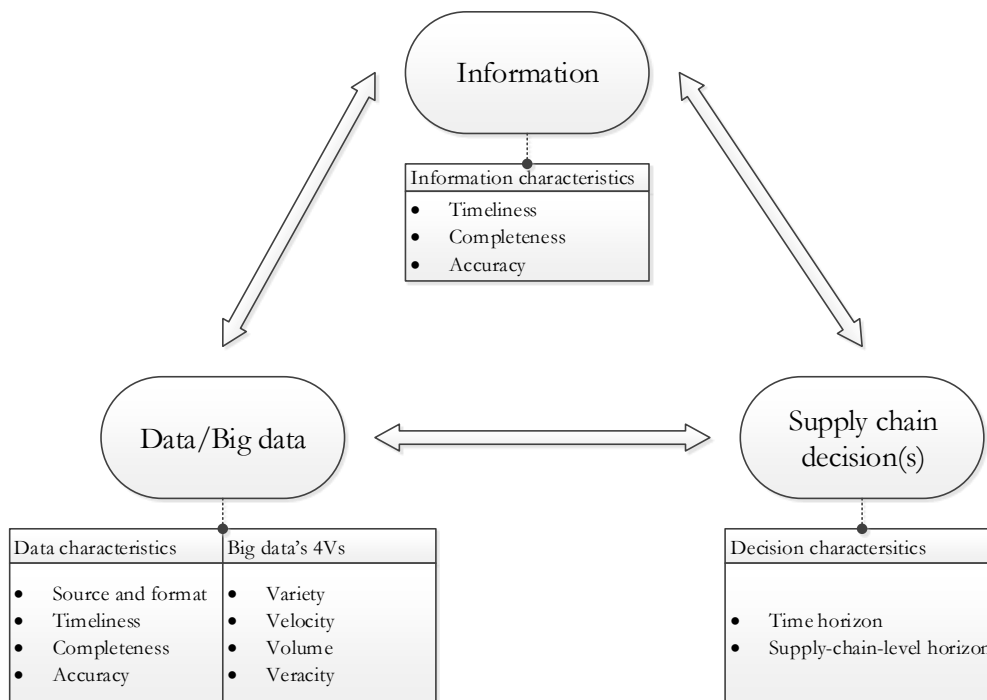 Information
Information characteristics
• Timeliness
• Completeness
• Accuracy
Data/Big data
Supply chain
decision(s)
Data characteristics
• Source and format
• Timeliness
• Completeness
• Accuracy
Big data's 4Vs
• Variety
• Velocity
• Volume
• Veracity
Decision charactersitics
• Time horizon
• Supply-chain-level horizon